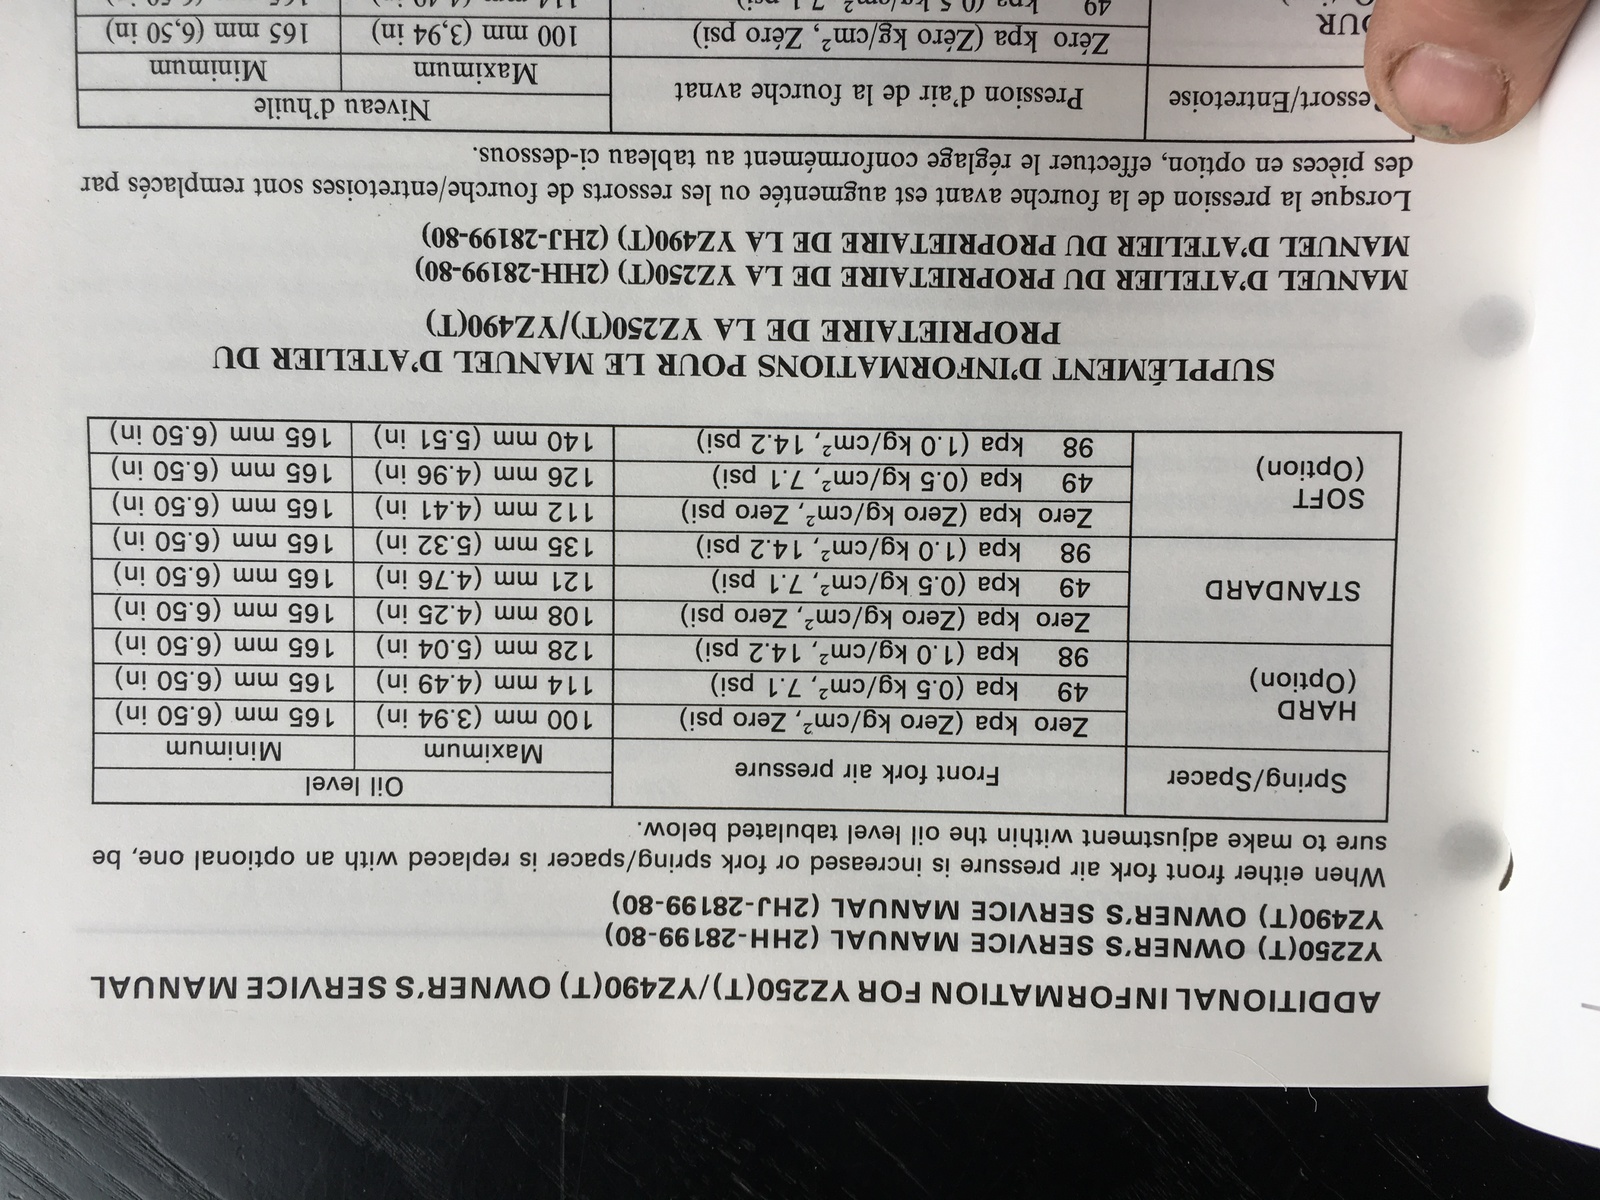 ADDITIONAL INFORMATION FOR YZ250(T)/YZ490(T) OWNER'S SERVICE MANUAL
YZ250(T) OWNER'S SERVICE MANUAL (2HH-28199-80)
YZ490(T) OWNER'S SERVICE MANUAL (2HJ-28199-80)
When either front fork air pressure is increased or fork spring/spacer is replaced with an optional one, be
sure to make adjustment within the oil level tabulated below.
Spring/Spacer Front fork air pressure Oil level
Maximum Minimum
HARD (Option) Zero kpa (Zero kg/cm², Zero psi) 100 mm (3.94 in) 165 mm (6.50 in)
49 kpa (0.5 kg/cm², 7.1 psi) 114 mm (4.49 in) 165 mm (6.50 in)
98 kpa (1.0 kg/cm², 14.2 psi) 128 mm (5.04 in) 165 mm (6.50 in)
STANDARD Zero kpa (Zero kg/cm², Zero psi) 108 mm (4.25 in) 165 mm (6.50 in)
49 kpa (0.5 kg/cm², 7.1 psi) 121 mm (4.76 in) 165 mm (6.50 in)
98 kpa (1.0 kg/cm², 14.2 psi) 135 mm (5.32 in) 165 mm (6.50 in)
SOFT (Option) Zero kpa (Zero kg/cm², Zero psi) 112 mm (4.41 in) 165 mm (6.50 in)
49 kpa (0.5 kg/cm², 7.1 psi) 126 mm (4.96 in) 165 mm (6.50 in)
98 kpa (1.0 kg/cm², 14.2 psi) 140 mm (5.51 in) 165 mm (6.50 in)
SUPPLÉMENT D'INFORMATIONS POUR LE MANUEL D'ATELIER DU
PROPRIETAIRE DE LA YZ250(T)/YZ490(T)
MANUEL D'ATELIER DU PROPRIETAIRE DE LA YZ250(T) (2HH-28199-80)
MANUEL D'ATELIER DU PROPRIETAIRE DE LA YZ490(T) (2HJ-28199-80)
Lorsque la pression de la fourche avant est augmentée ou les ressorts de fourche/entretoises sont remplacés par
des pièces en option, effectuer le réglage conformément au tableau ci-dessous.
Ressort/Entretoise Pression d'air de la fourche avnat Niveau d'huile
Maximum Minimum
Zéro kpa (Zéro kg/cm², Zéro psi) 100 mm (3,94 in) 165 mm (6,50 in)
49 kpa (0,5 kg/cm², 7,1 psi)